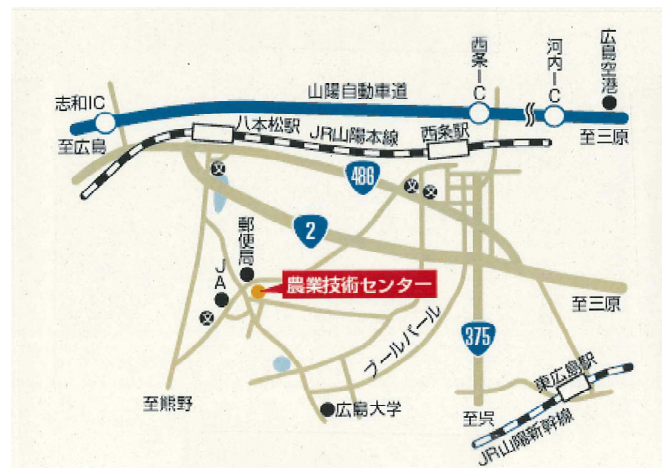 広島空港
河内IC
西条IC
山陽自動車道
志和IC
八本松駅
JR山陽本線
西条駅
至広島
至三原
486
文
文
文
2
郵便局
JA
農業技術センター
文
至三原
ブールバール
375
東広島駅
至熊野
広島大学
至呉
JR山陽新幹線